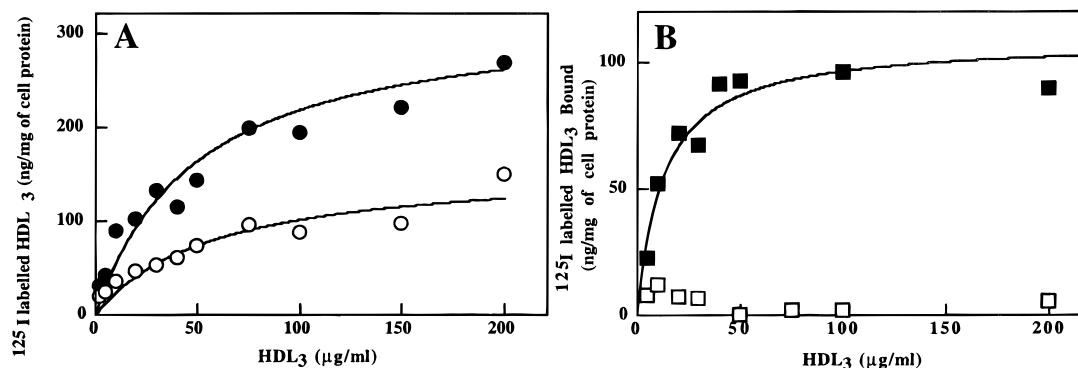 A
¹²⁵I labelled HDL ₃ (ng/mg of cell protein)
300
200
100
0
0 50 100 150 200
HDL₃ (μg/ml)
B
¹²⁵I labelled HDL₃ Bound
(ng/mg of cell protein)
100
50
0
0 50 100 150 200
HDL₃ (μg/ml)